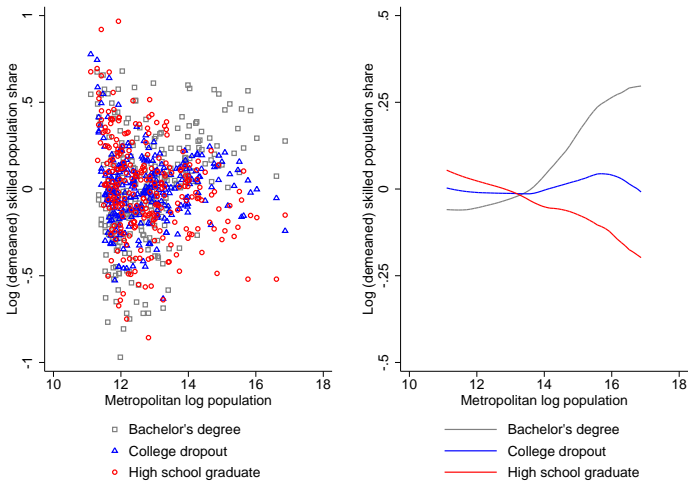 Log (demeaned) skilled population share
1
.5
0
-.5
-1
10 12 14 16 18
Metropolitan log population
Bachelor's degree
College dropout
High school graduate
Log (demeaned) skilled population share
.5
.25
0
-.25
-.5
10 12 14 16 18
Metropolitan log population
Bachelor's degree
College dropout
High school graduate